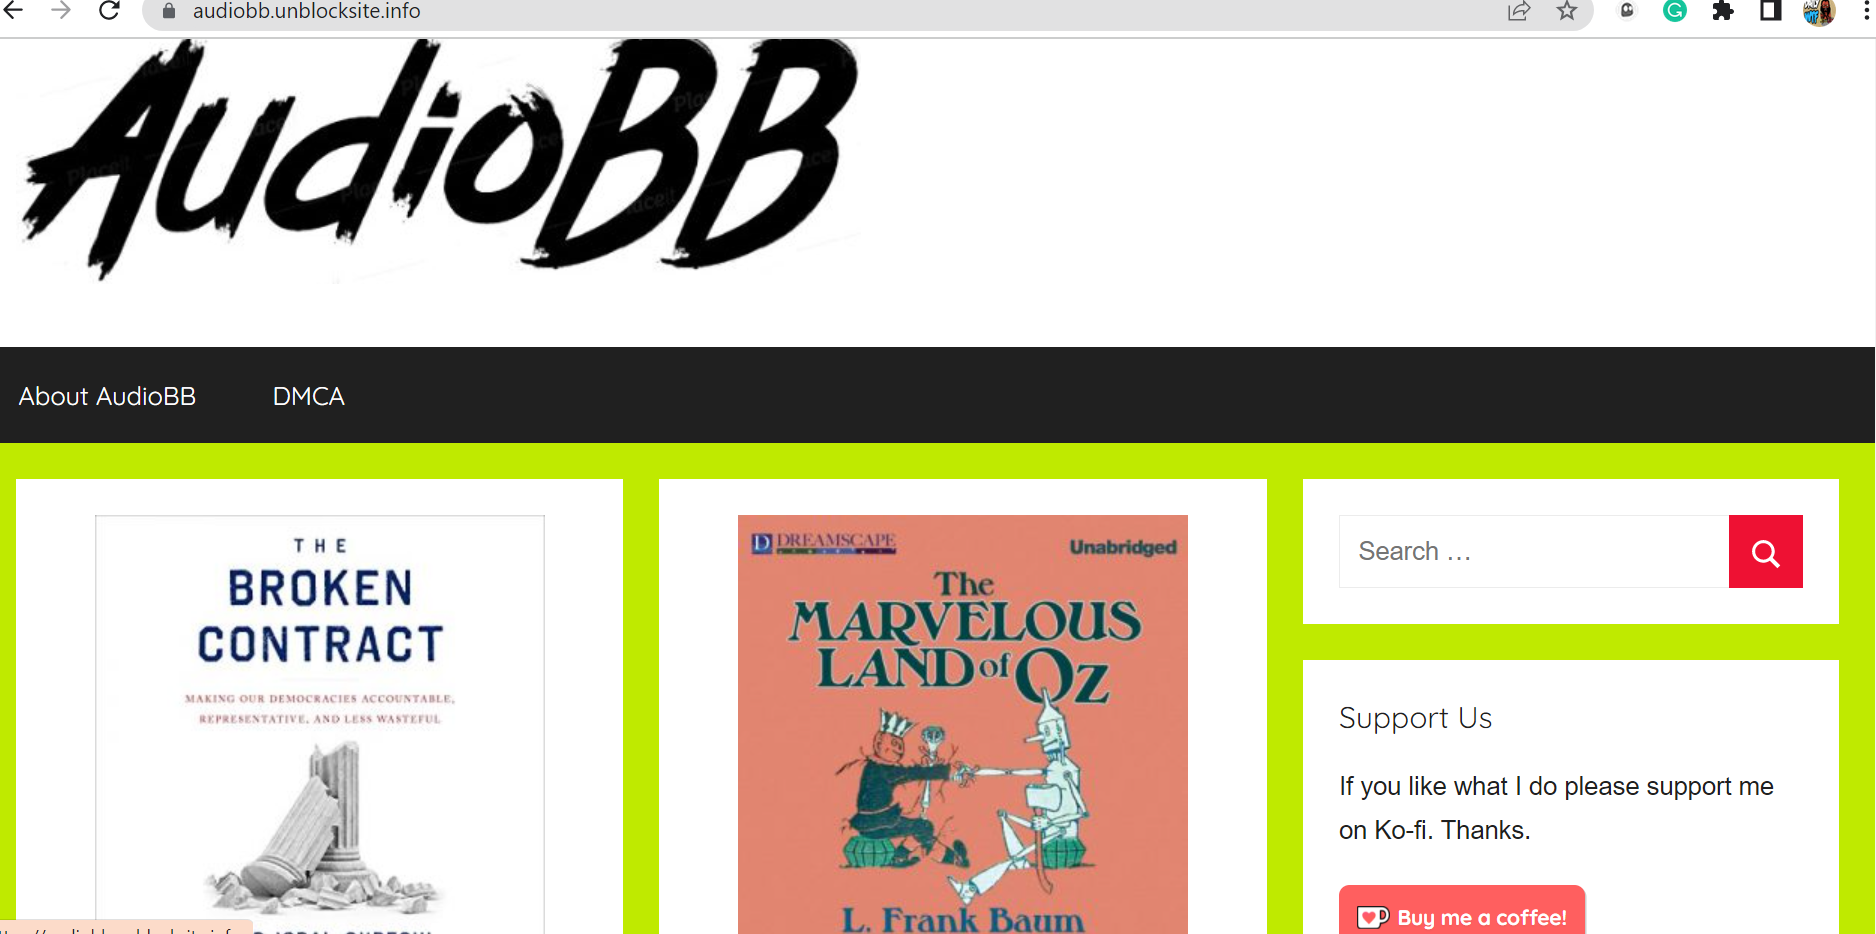 audiobb.unblocksite.info
AudioBB
About AudioBB
DMCA
THE
BROKEN
CONTRACT
MAKING OUR DEMOCRACIES ACCOUNTABLE,
REPRESENTATIVE, AND LESS WASTEFUL
DREAMSCAPE
Unabridged
The
MARVELOUS
LAND of OZ
L. Frank Baum
Search …
Support Us
If you like what I do please support me
on Ko-fi. Thanks.
Buy me a coffee!